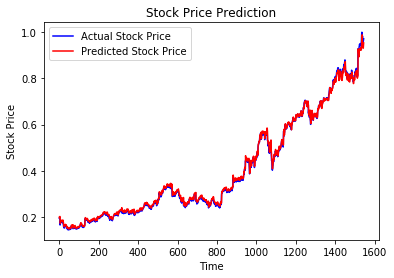 Stock Price Prediction
Actual Stock Price
Predicted Stock Price
1.0
0.8
0.6
0.4
0.2
Stock Price
0 200 400 600 800 1000 1200 1400 1600
Time